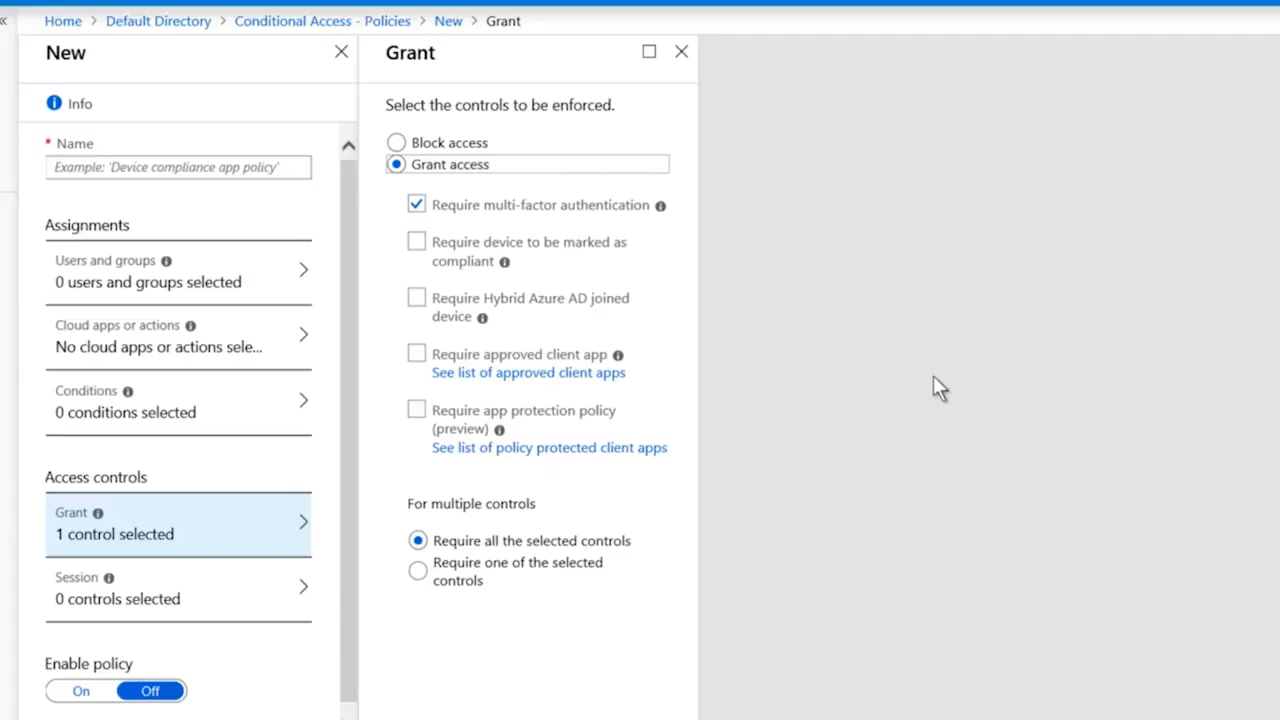 « Home > Default Directory > Conditional Access - Policies > New > Grant
New
Info
* Name
Example: 'Device compliance app policy'
Assignments
Users and groups
0 users and groups selected
Cloud apps or actions
No cloud apps or actions sele...
Conditions
0 conditions selected
Access controls
Grant
1 control selected
Session
0 controls selected
Enable policy
On Off
Grant
Select the controls to be enforced.
Block access
Grant access
Require multi-factor authentication
Require device to be marked as
compliant
Require Hybrid Azure AD joined
device
Require approved client app
See list of approved client apps
Require app protection policy
(preview)
See list of policy protected client apps
For multiple controls
Require all the selected controls
Require one of the selected
controls